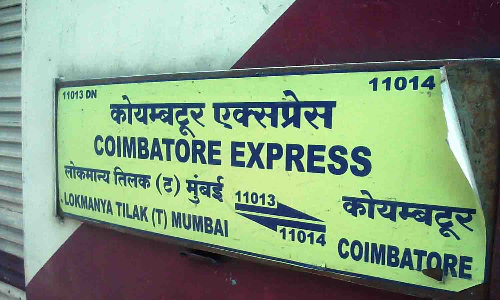 11013 DN 11014
कोयम्बटूर एक्सप्रेस
COIMBATORE EXPRESS
लोकमान्य तिलक (ट) मुंबई 11013 कोयम्बटूर
LOKMANYA TILAK (T) MUMBAI 11014 COIMBATORE